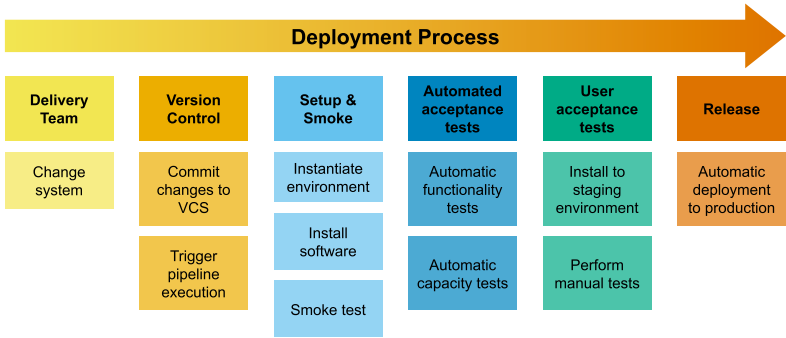 Deployment Process
Delivery
Team
Version
Control
Setup &
Smoke
Automated
acceptance
tests
User
acceptance
tests
Release
Change
system
Commit
changes to
VCS
Trigger
pipeline
execution
Instantiate
environment
Install
software
Smoke test
Automatic
functionality
tests
Automatic
capacity tests
Install to
staging
environment
Perform
manual tests
Automatic
deployment
to production